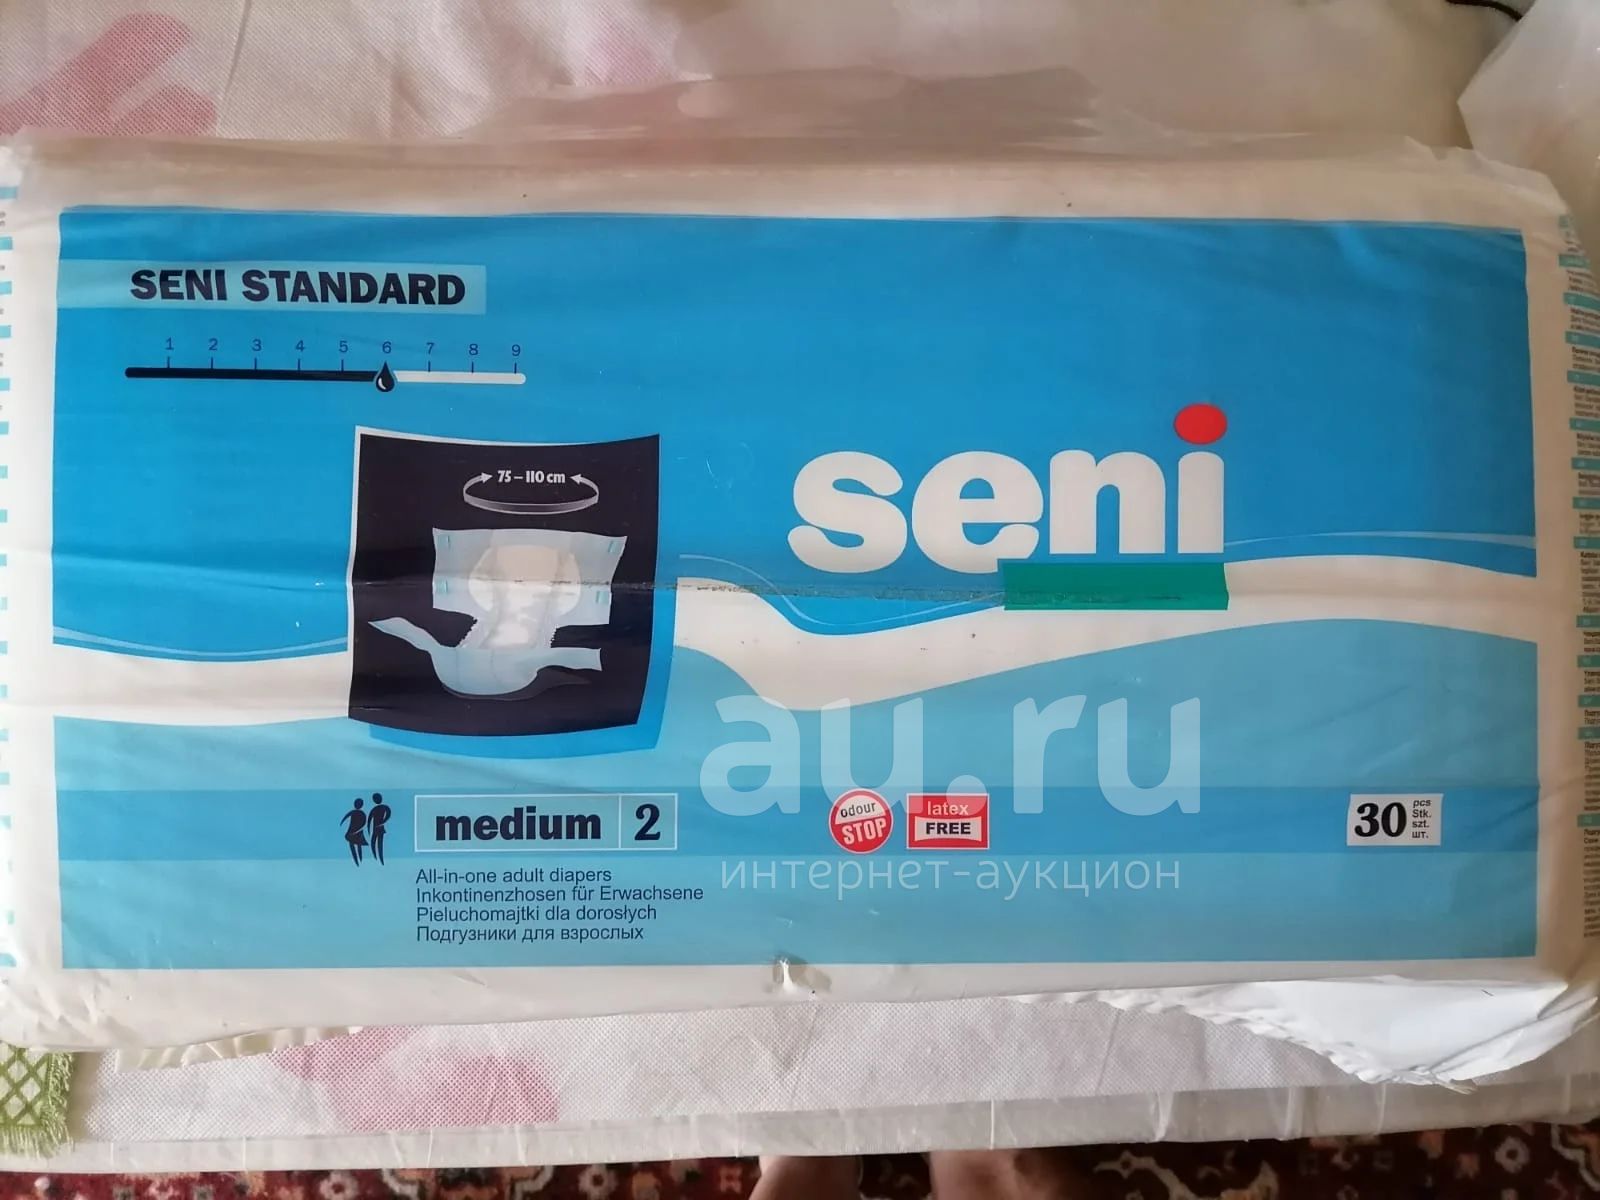 SENI STANDARD
1 2 3 4 5 6 7 8 9
75 – 110 cm
seni
au.ru
интернет-аукцион
medium 2
odour
STOP
latex
FREE
30 pcs
Stk.
szt.
шт.
All-in-one adult diapers
Inkontinenzhosen für Erwachsene
Pieluchomajtki dla dorosłych
Подгузники для взрослых